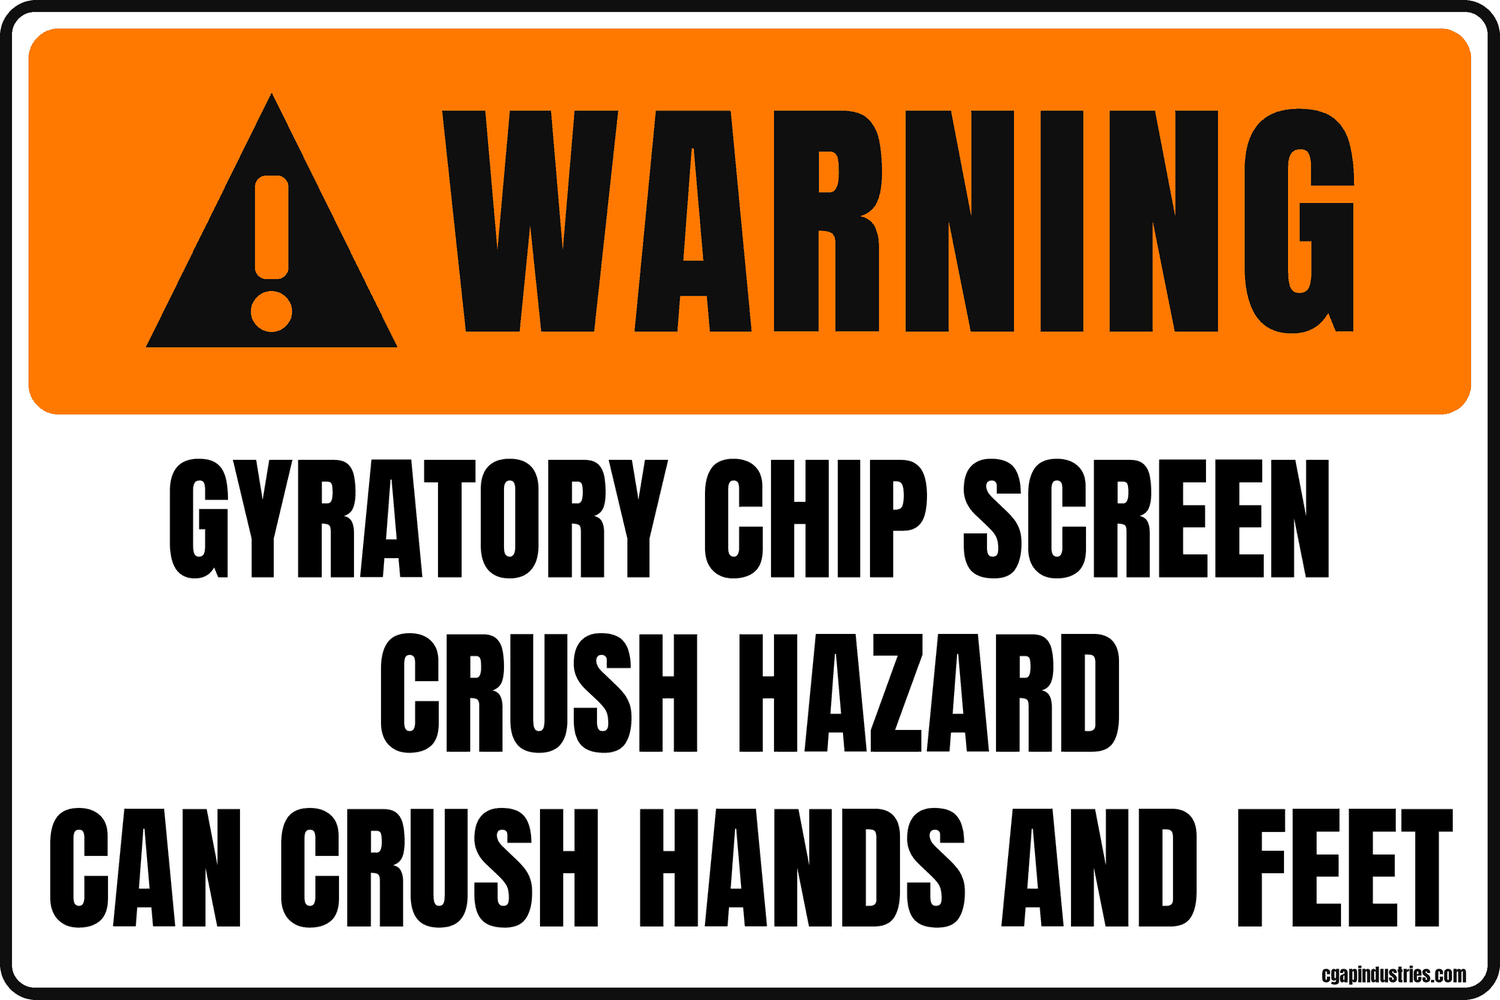 WARNING
GYRATORY CHIP SCREEN
CRUSH HAZARD
CAN CRUSH HANDS AND FEET
cgapindustries.com